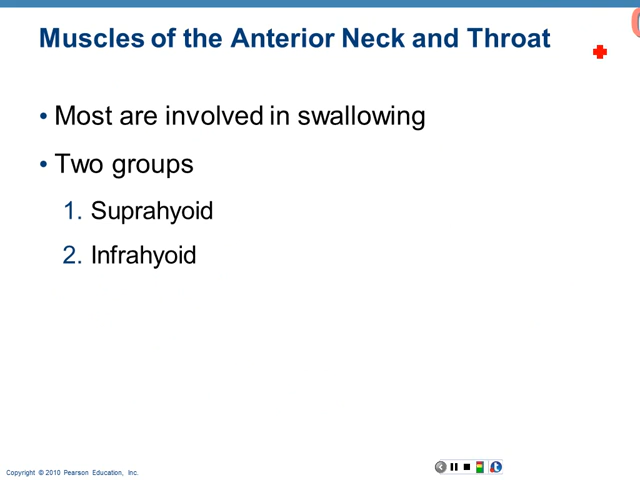 Muscles of the Anterior Neck and Throat
• Most are involved in swallowing
• Two groups
1. Suprahyoid
2. Infrahyoid
Copyright © 2010 Pearson Education, Inc.